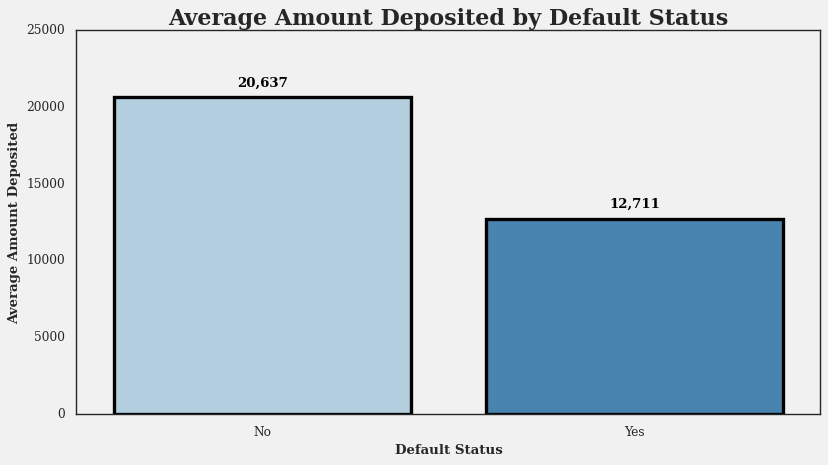 Average Amount Deposited by Default Status
Average Amount Deposited
25000
20000
15000
10000
5000
0
20,637
12,711
No
Yes
Default Status